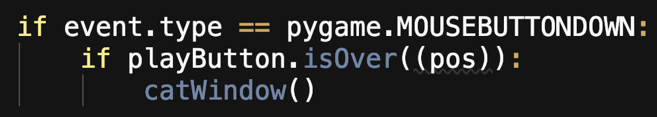 if event.type == pygame.MOUSEBUTTONDOWN:
if playButton.isOver((pos)):
catWindow()